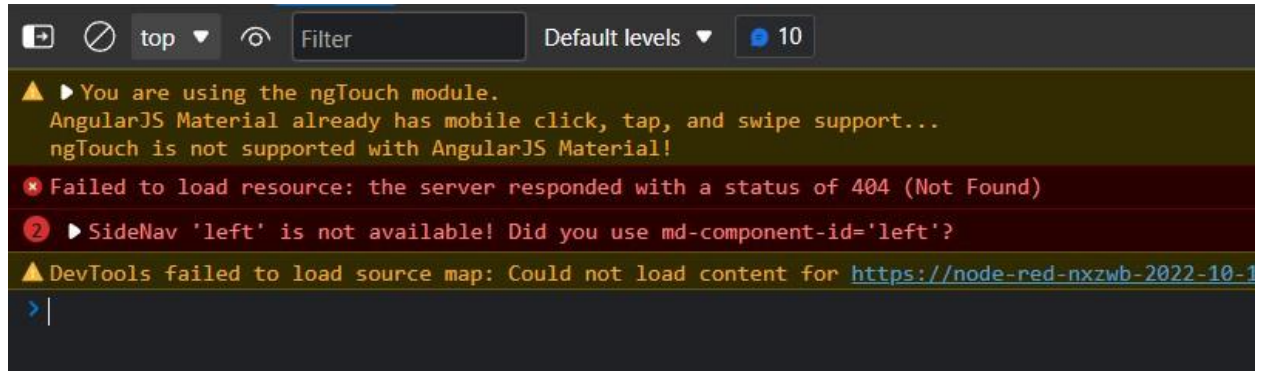 top Filter Default levels 10
You are using the ngTouch module.
AngularJS Material already has mobile click, tap, and swipe support...
ngTouch is not supported with AngularJS Material!
Failed to load resource: the server responded with a status of 404 (Not Found)
2 SideNav 'left' is not available! Did you use md-component-id='left'?
DevTools failed to load source map: Could not load content for https://node-red-nxzwb-2022-10-1